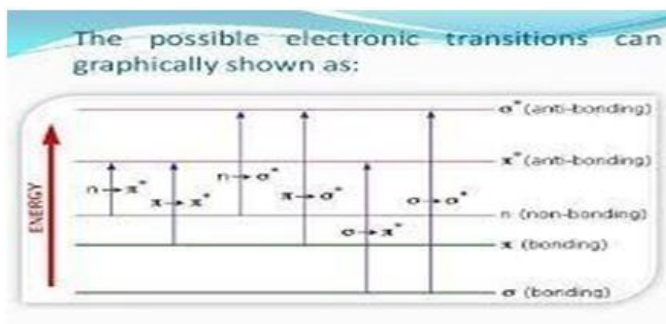 The possible electronic transitions can
graphically shown as:
σ* (anti-bonding)
π* (anti-bonding)
n → π*
π → π*
n → σ*
π → σ*
σ → π*
σ → σ*
n (non-bonding)
π (bonding)
σ (bonding)
ENERGY